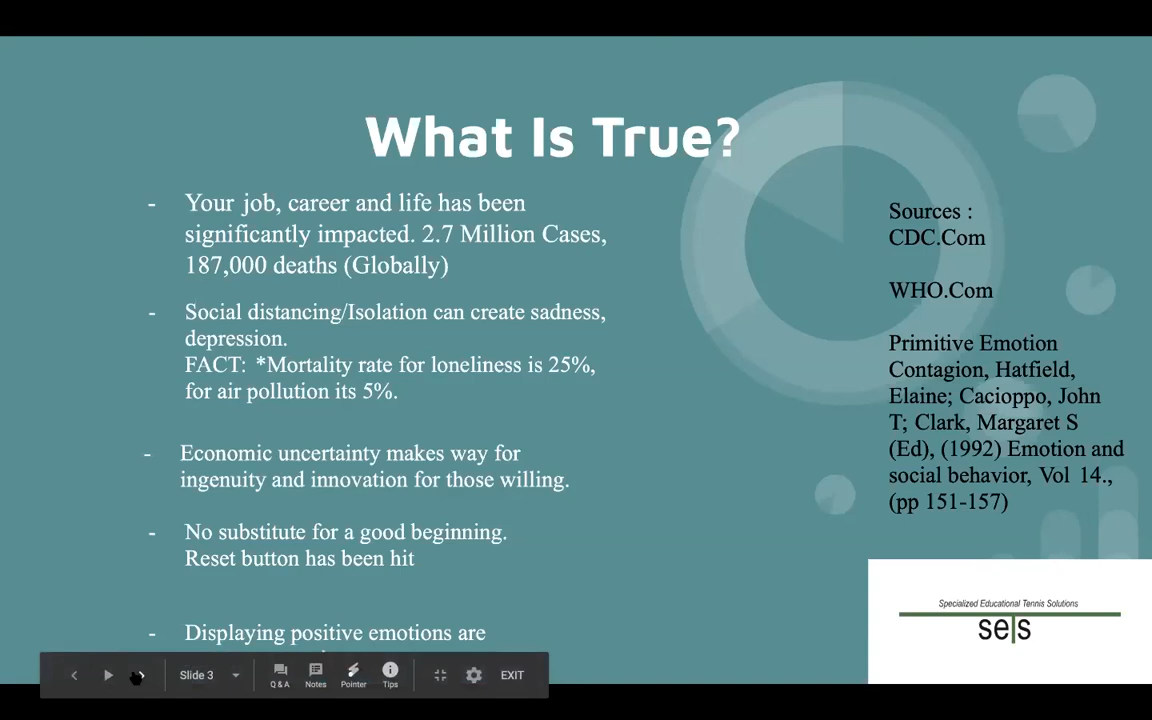 What Is True?
- Your job, career and life has been
significantly impacted. 2.7 Million Cases,
187,000 deaths (Globally)
- Social distancing/Isolation can create sadness,
depression.
FACT: *Mortality rate for loneliness is 25%,
for air pollution its 5%.
- Economic uncertainty makes way for
ingenuity and innovation for those willing.
- No substitute for a good beginning.
Reset button has been hit
- Displaying positive emotions are
Sources :
CDC.Com
WHO.Com
Primitive Emotion
Contagion, Hatfield,
Elaine; Cacioppo, John
T; Clark, Margaret S
(Ed), (1992) Emotion and
social behavior, Vol 14.,
(pp 151-157)
Specialized Educational Tennis Solutions
sets
Slide 3
Q & A
Notes
Pointer
Tips
EXIT